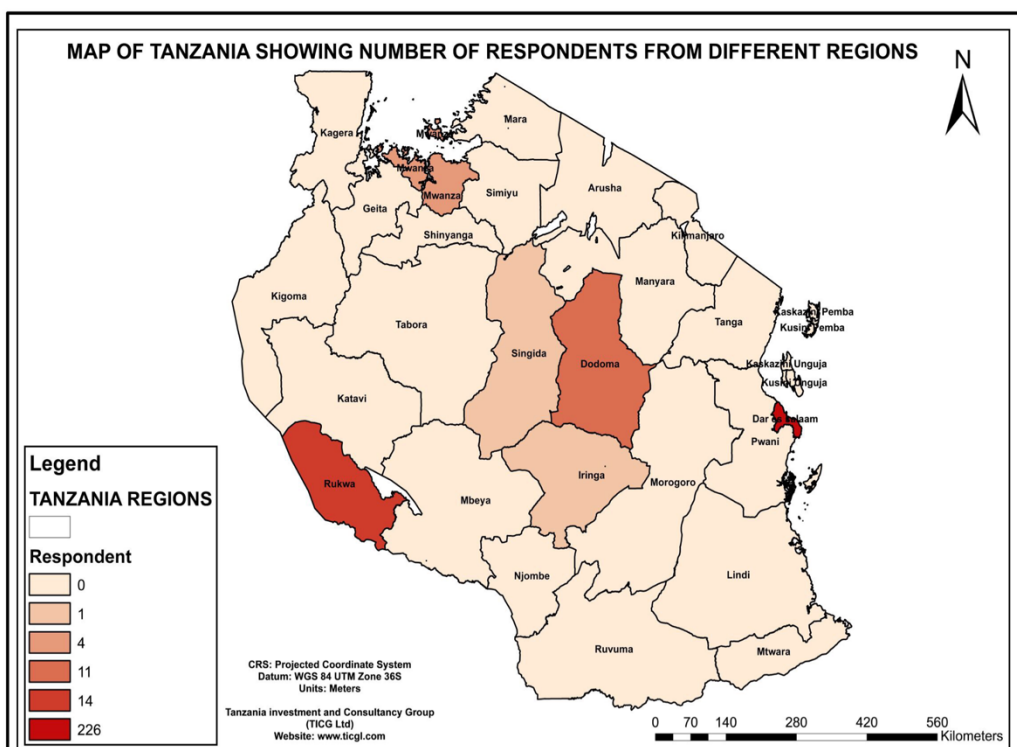 MAP OF TANZANIA SHOWING NUMBER OF RESPONDENTS FROM DIFFERENT REGIONS
N
Kagera
Mwanza
Mara
Mwanza
Mwanza
Simiyu
Arusha
Geita
Shinyanga
Kilimanjaro
Kigoma
Tabora
Manyara
Singida
Dodoma
Tanga
Kaskazini Pemba
Kusini Pemba
Kaskazini Unguja
Kusini Unguja
Katavi
Dar es salaam
Pwani
Rukwa
Mbeya
Iringa
Morogoro
Njombe
Lindi
Ruvuma
Mtwara
Legend
TANZANIA REGIONS
Respondent
0
1
4
11
14
226
CRS: Projected Coordinate System
Datum: WGS 84 UTM Zone 36S
Units: Meters
Tanzania investment and Consultancy Group
(TICG Ltd)
Website: www.ticgl.com
0 70 140 280 420 560
Kilometers